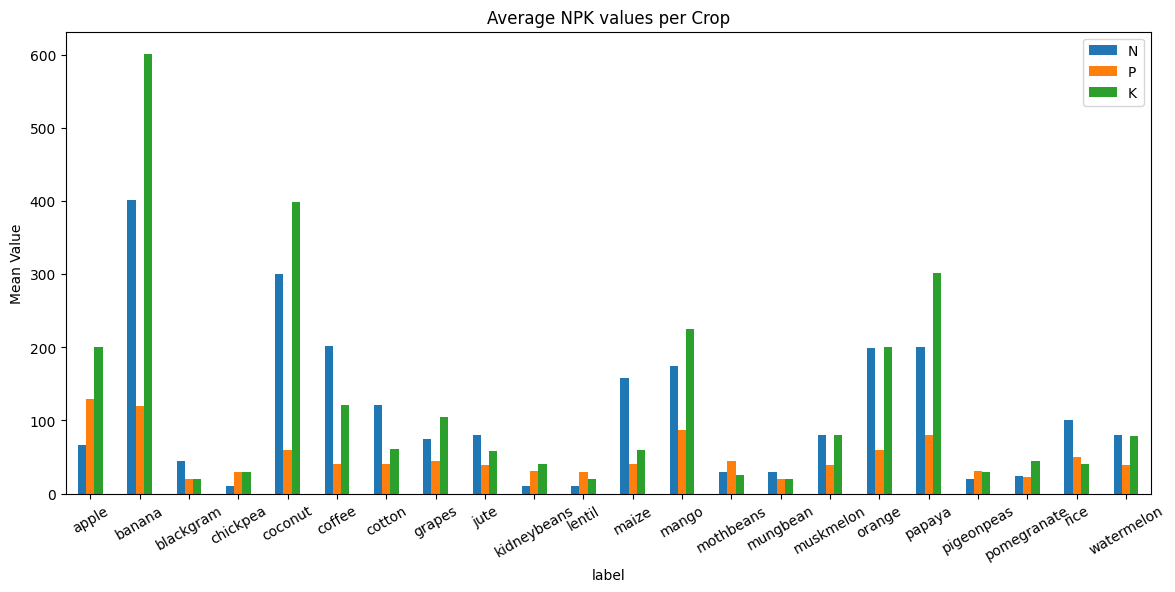 Average NPK values per Crop
N
P
K
600
500
400
300
200
100
0
Mean Value
apple
banana
blackgram
chickpea
coconut
coffee
cotton
grapes
jute
kidneybeans
lentil
maize
mango
mothbeans
mungbean
muskmelon
orange
papaya
pigeonpeas
pomegranate
rice
watermelon
label